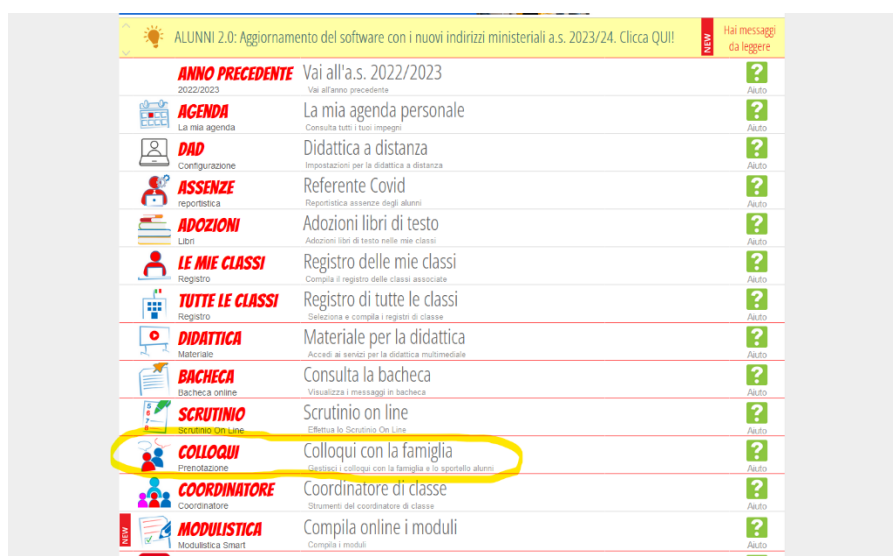 ALUNNI 2.0: Aggiornamento del software con i nuovi indirizzi ministeriali a.s. 2023/24. Clicca QUI!
NEW
Hai messaggi
da leggere
ANNO PRECEDENTE Vai all'a.s. 2022/2023 ?
2022/2023 Vai all'anno precedente Aiuto
AGENDA La mia agenda personale ?
La mia agenda Consulta tutti i tuoi impegni Aiuto
DAD Didattica a distanza ?
Configurazione Impostazioni per la didattica a distanza Aiuto
ASSENZE Referente Covid ?
reportistica Reportistica assenze degli alunni Aiuto
ADOZIONI Adozioni libri di testo ?
Libri Adozioni libri di testo nelle mie classi Aiuto
LE MIE CLASSI Registro delle mie classi ?
Registro Compila il registro delle classi associate Aiuto
TUTTE LE CLASSI Registro di tutte le classi ?
Registro Seleziona e compila i registri di classe Aiuto
DIDATTICA Materiale per la didattica ?
Materiale Accedi ai servizi per la didattica multimediale Aiuto
BACHECA Consulta la bacheca ?
Bacheca online Visualizza i messaggi in bacheca Aiuto
SCRUTINIO Scrutinio on line ?
Scrutinio On Line Effettua lo Scrutinio On Line Aiuto
COLLOQUI Colloqui con la famiglia ?
Prenotazione Gestisci i colloqui con la famiglia e lo sportello alunni Aiuto
COORDINATORE Coordinatore di classe ?
Coordinatore Strumenti del coordinatore di classe Aiuto
NEW
MODULISTICA Compila online i moduli ?
Modulistica Smart Compila i moduli Aiuto